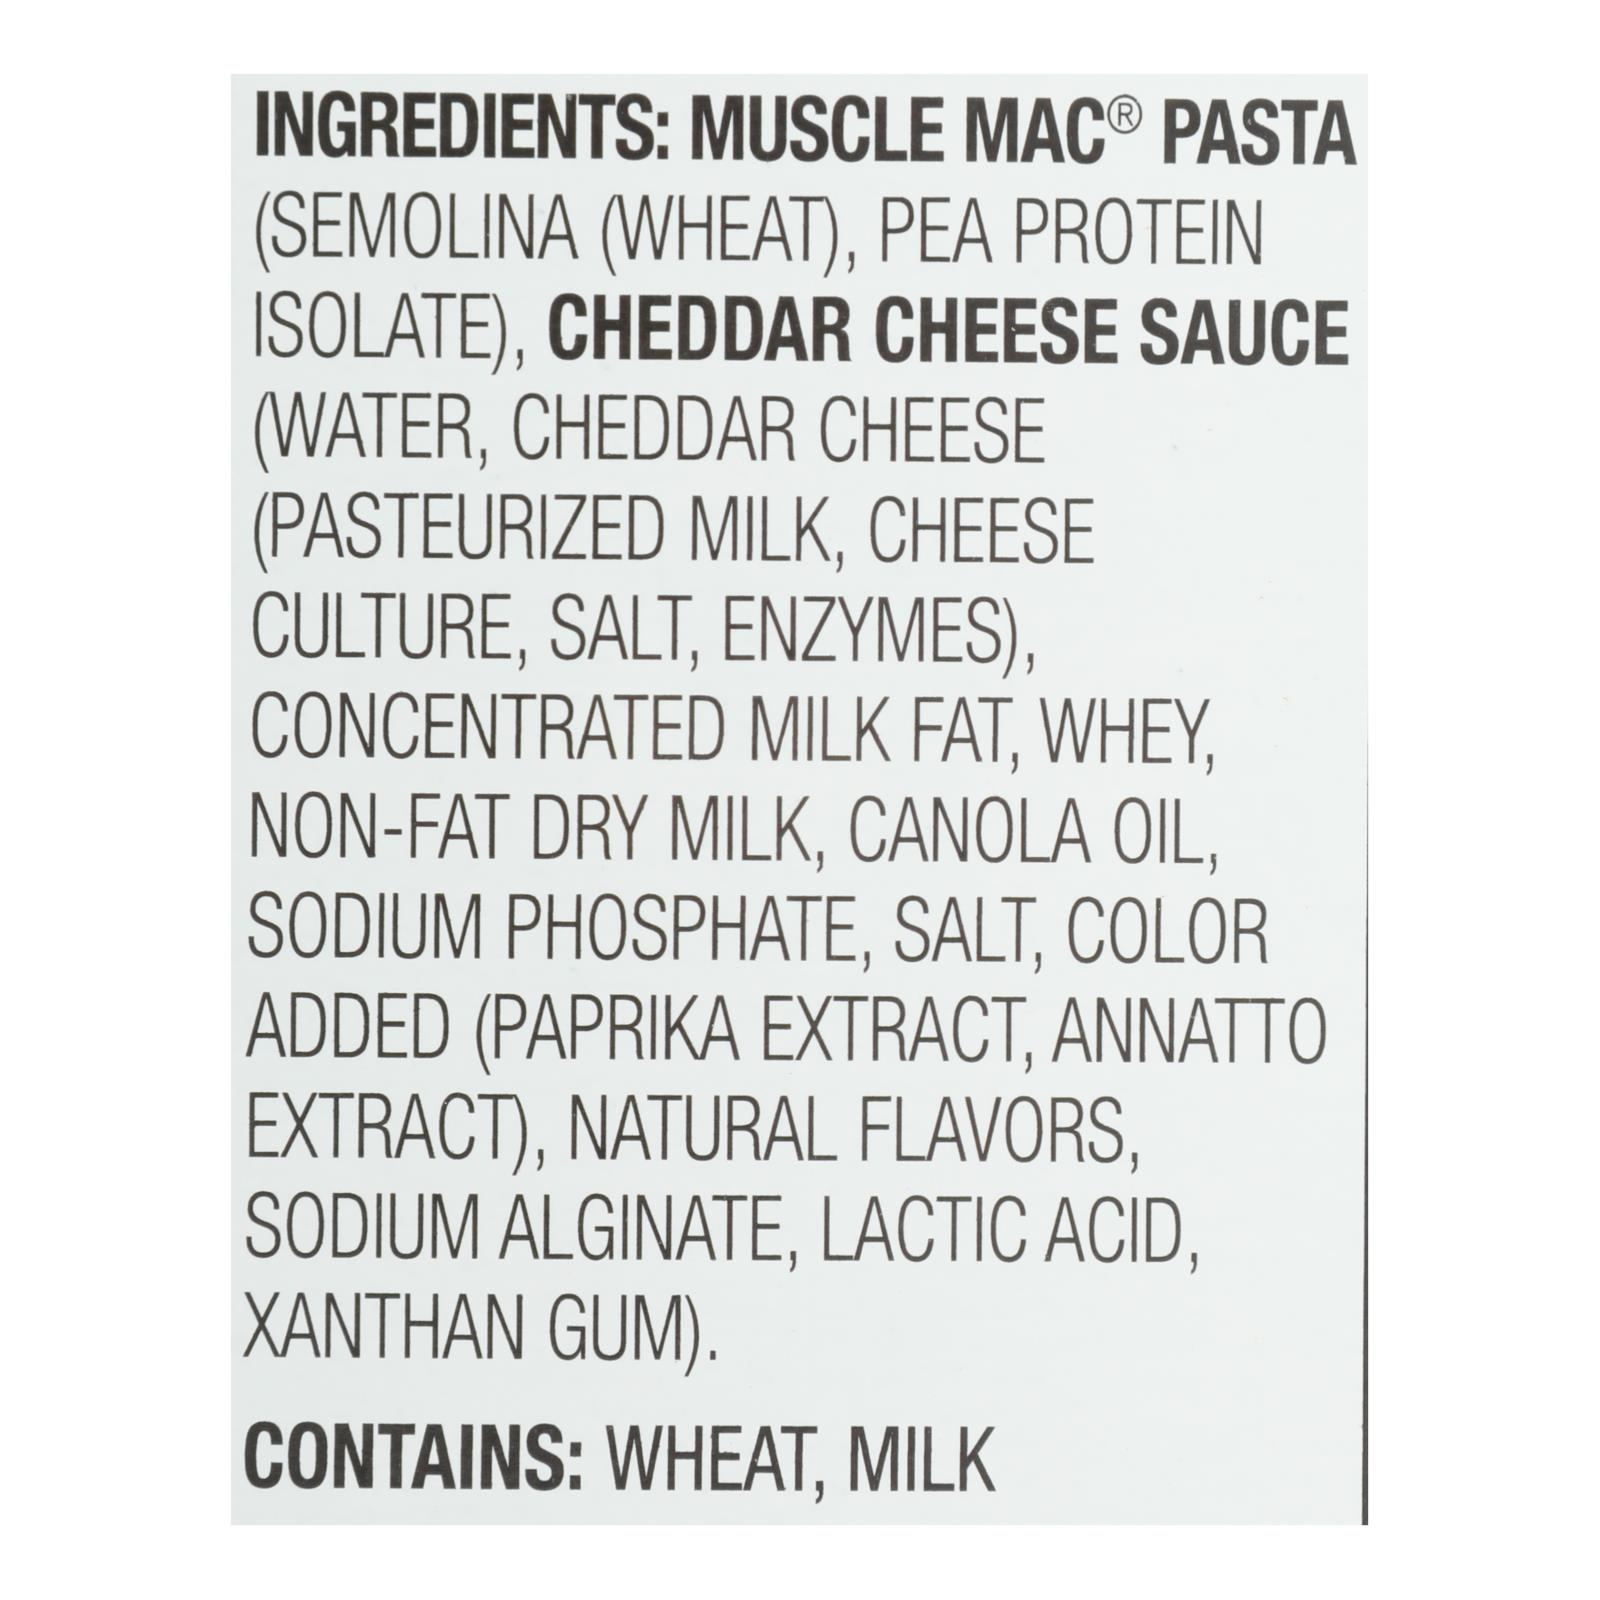 INGREDIENTS: MUSCLE MAC® PASTA
(SEMOLINA (WHEAT), PEA PROTEIN
ISOLATE), CHEDDAR CHEESE SAUCE
(WATER, CHEDDAR CHEESE
(PASTEURIZED MILK, CHEESE
CULTURE, SALT, ENZYMES),
CONCENTRATED MILK FAT, WHEY,
NON-FAT DRY MILK, CANOLA OIL,
SODIUM PHOSPHATE, SALT, COLOR
ADDED (PAPRIKA EXTRACT, ANNATTO
EXTRACT), NATURAL FLAVORS,
SODIUM ALGINATE, LACTIC ACID,
XANTHAN GUM).
CONTAINS: WHEAT, MILK